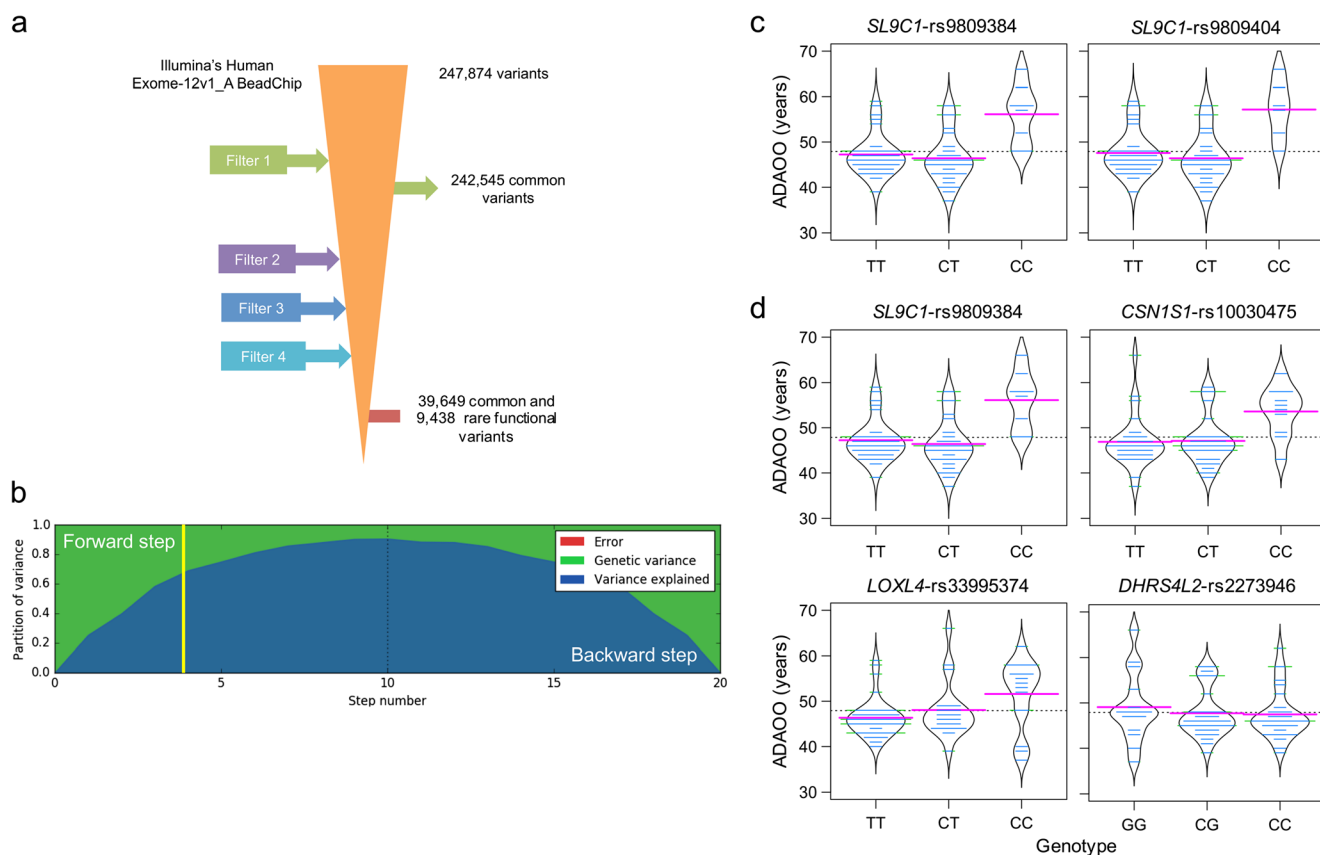 a
Illumina's Human
Exome-12v1_A BeadChip
247,874 variants
Filter 1
242,545 common
variants
Filter 2
Filter 3
Filter 4
39,649 common and
9,438 rare functional
variants
b
Forward step
Error
Genetic variance
Variance explained
Backward step
Partition of variance
1.0
0.8
0.6
0.4
0.2
0.0
0
5
10
15
20
Step number
c
SL9C1-rs9809384
SL9C1-rs9809404
ADAOO (years)
70
60
50
40
30
TT
CT
CC
TT
CT
CC
d
SL9C1-rs9809384
CSN1S1-rs10030475
ADAOO (years)
70
60
50
40
30
TT
CT
CC
TT
CT
CC
LOXL4-rs33995374
DHRS4L2-rs2273946
ADAOO (years)
70
60
50
40
30
TT
CT
CC
GG
CG
CC
Genotype